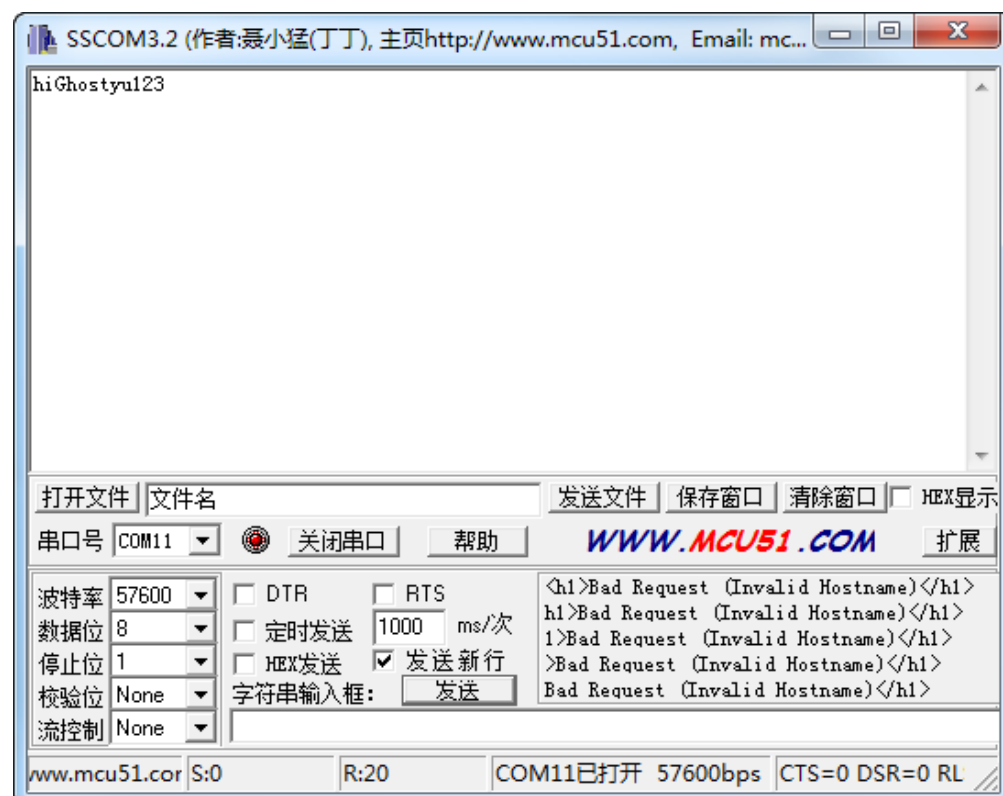 SSCOM3.2 (作者:聂小猛(丁丁), 主页http://www.mcu51.com, Email: mc...
hiGhostyu123
打开文件 文件名 发送文件 保存窗口 清除窗口 HEX显示
串口号 COM11 关闭串口 帮助 WWW.MCU51.COM 扩展
波特率 57600 DTR RTS
数据位 8 定时发送 1000 ms/次
停止位 1 HEX发送 发送新行
校验位 None 字符串输入框: 发送
流控制 None
<h1>Bad Request (Invalid Hostname)</h1>
h1>Bad Request (Invalid Hostname)</h1>
1>Bad Request (Invalid Hostname)</h1>
>Bad Request (Invalid Hostname)</h1>
Bad Request (Invalid Hostname)</h1>
www.mcu51.cor S:0 R:20 COM11已打开 57600bps CTS=0 DSR=0 RL